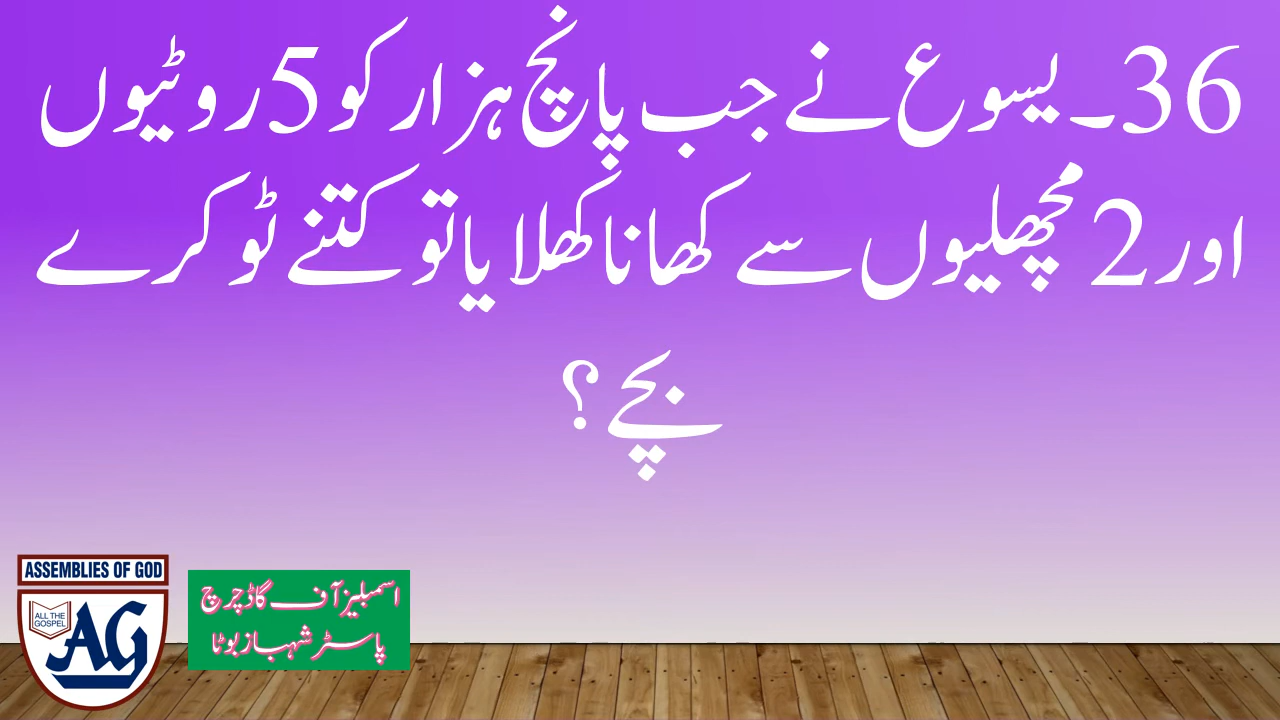 36۔یسوع نے جب پانچ ہزار کو 5 روٹیوں
اور 2 مچھلیوں سے کھانا کھلایا تو کتنے ٹوکرے
بچے؟
ASSEMBLIES OF GOD
ALL THE
GOSPEL
AG
اسمبلیز آف گاڈ چرچ
پاسٹر شہباز بوٹا